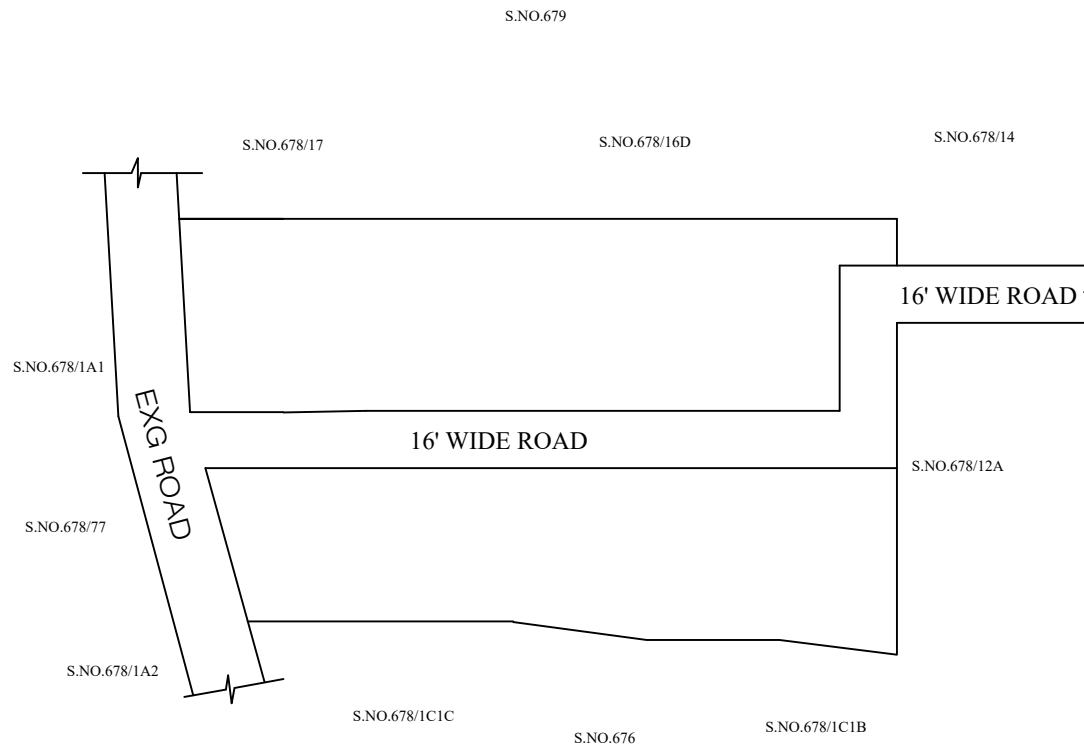 S.NO.679
S.NO.678/17
S.NO.678/16D
S.NO.678/14
16' WIDE ROAD
S.NO.678/1A1
EXG ROAD
16' WIDE ROAD
S.NO.678/12A
S.NO.678/77
S.NO.678/1A2
S.NO.678/1C1C
S.NO.678/1C1B
S.NO.676